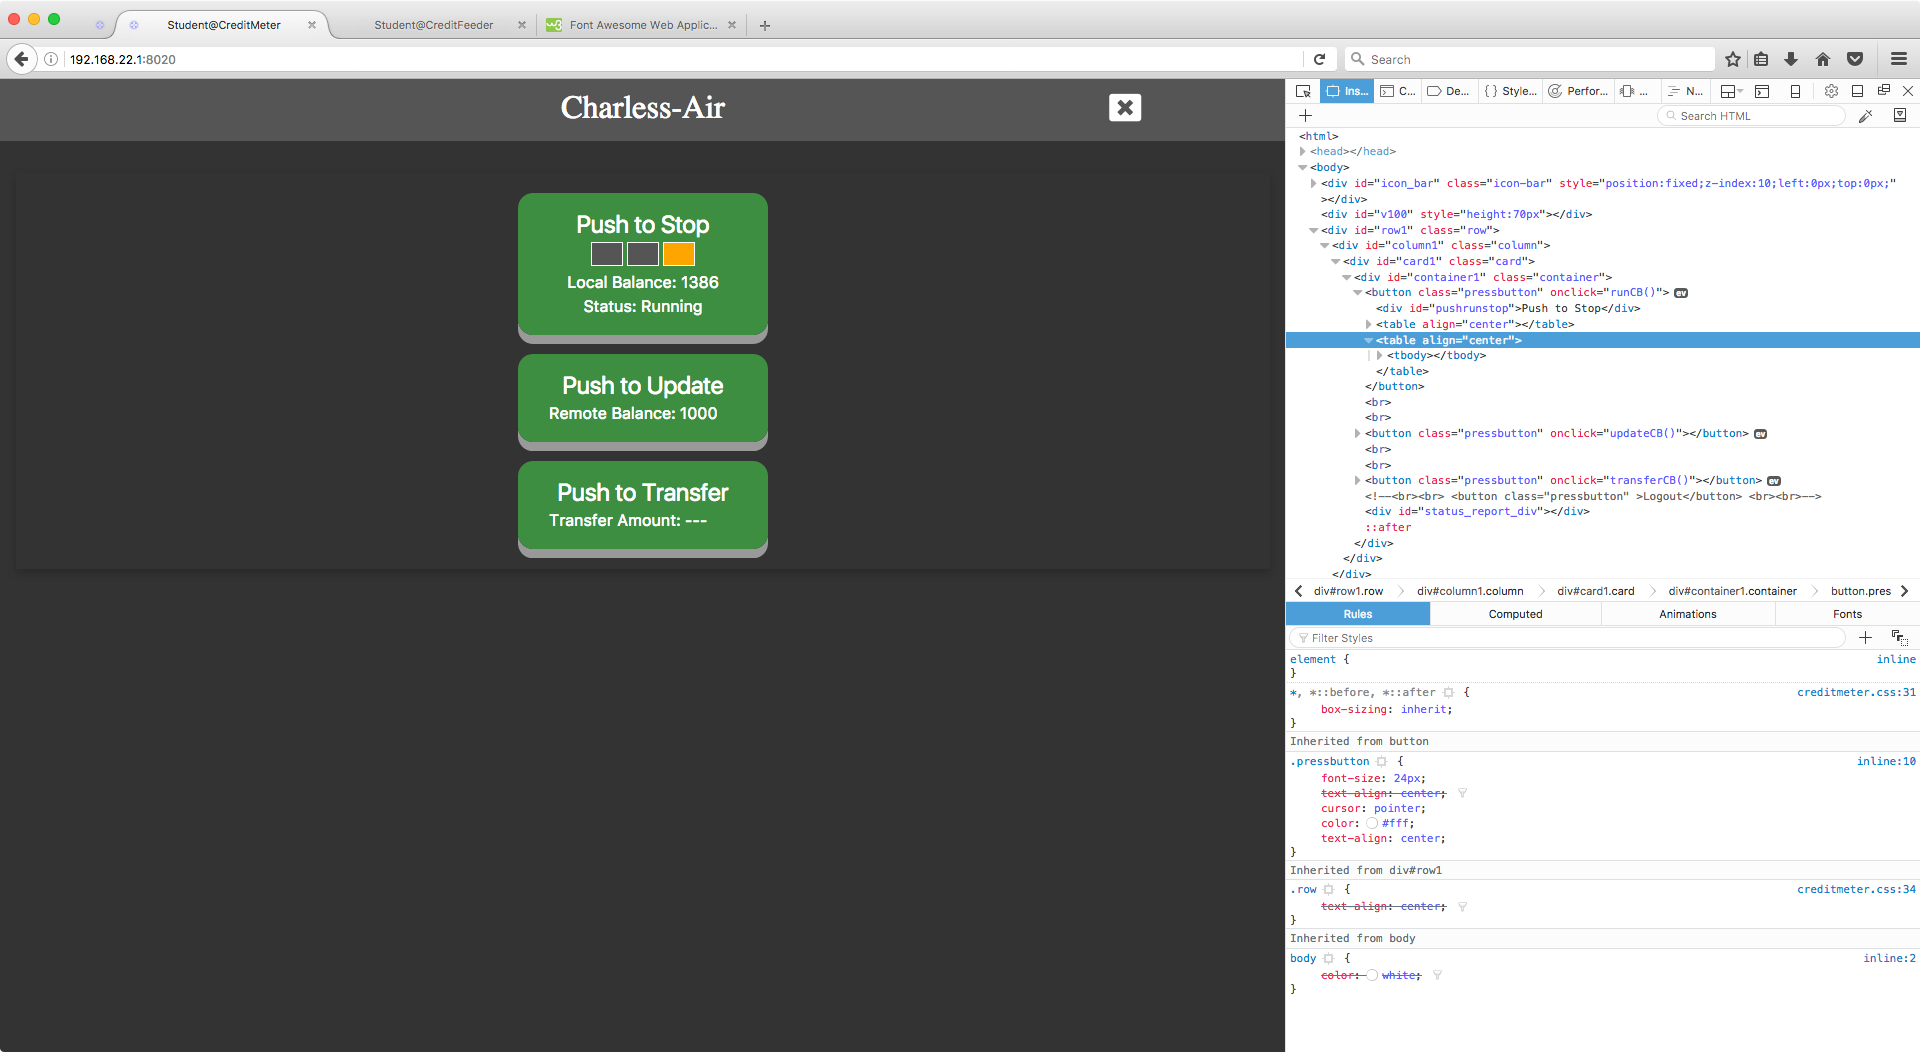 Student@CreditMeter
Student@CreditFeeder
Font Awesome Web Applic...
192.168.22.1:8020
Search
Charless-Air
Push to Stop
Local Balance: 1386
Status: Running
Push to Update
Remote Balance: 1000
Push to Transfer
Transfer Amount: ---
Ins... C... De... { } Style... Perfor... ... N...
Search HTML
<html>
<head></head>
<body>
<div id="icon_bar" class="icon-bar" style="position:fixed;z-index:10;left:0px;top:0px;"
></div>
<div id="v100" style="height:70px"></div>
<div id="row1" class="row">
<div id="column1" class="column">
<div id="card1" class="card">
<div id="container1" class="container">
<button class="pressbutton" onclick="runCB()"> ev
<div id="pushrunstop">Push to Stop</div>
<table align="center"></table>
<table align="center">
<tbody></tbody>
</table>
</button>
<br>
<br>
<button class="pressbutton" onclick="updateCB()"></button> ev
<br>
<br>
<button class="pressbutton" onclick="transferCB()"></button> ev
<!--<br><br> <button class="pressbutton" >Logout</button> <br><br>-->
<div id="status_report_div"></div>
::after
</div>
</div>
</div>
div#row1.row div#column1.column div#card1.card div#container1.container button.pres
Rules Computed Animations Fonts
Filter Styles
element { inline
}
*, *::before, *::after { creditmeter.css:31
box-sizing: inherit;
}
Inherited from button
.pressbutton { inline:10
font-size: 24px;
text-align: center;
cursor: pointer;
color: #fff;
text-align: center;
}
Inherited from div#row1
.row { creditmeter.css:34
text-align: center;
}
Inherited from body
body { inline:2
color: white;
}